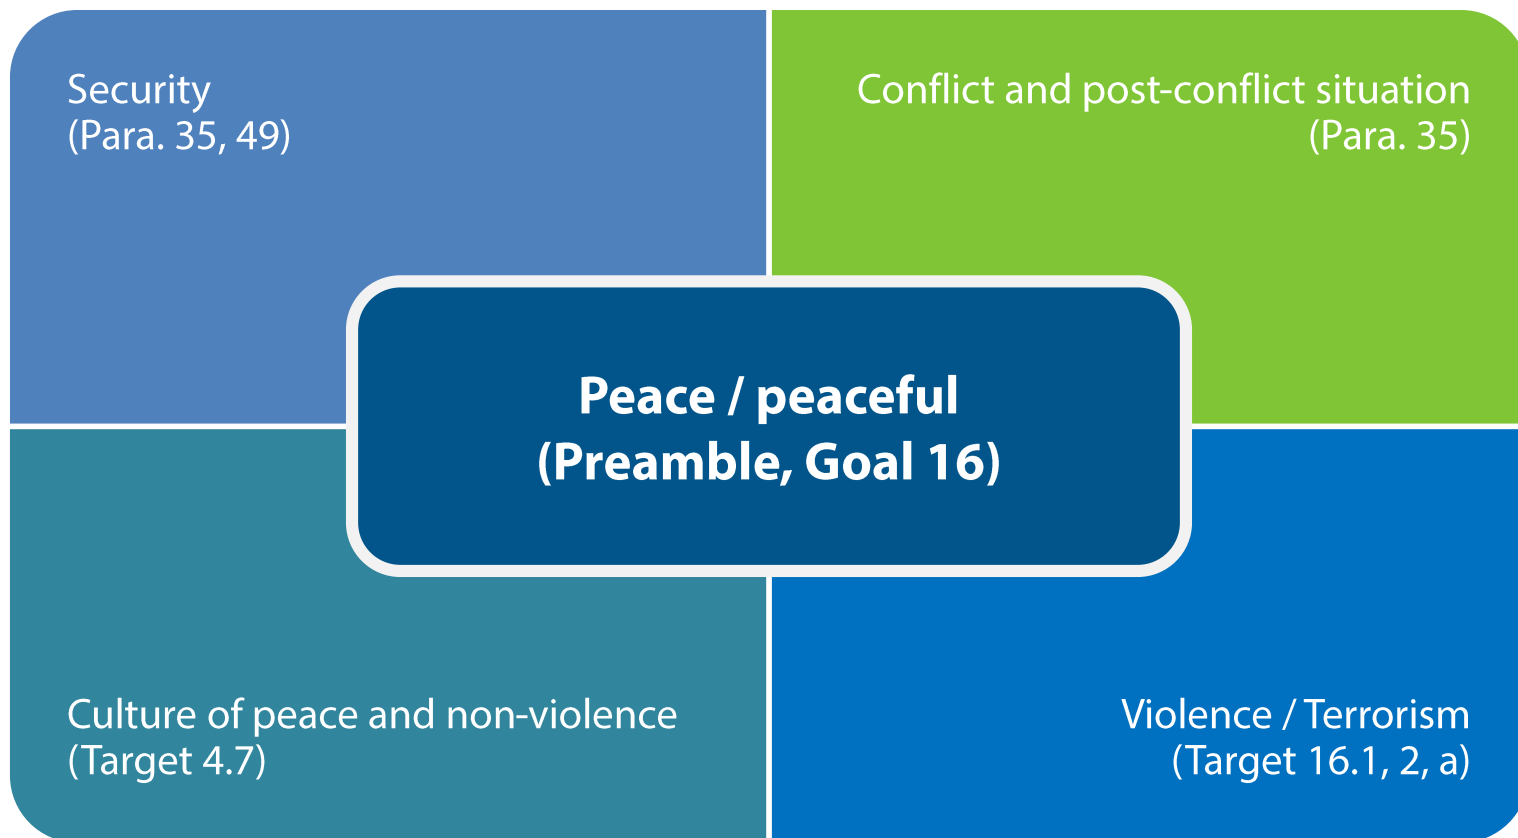 Security
(Para. 35, 49)
Conflict and post-conflict situation
(Para. 35)
Peace / peaceful
(Preamble, Goal 16)
Culture of peace and non-violence
(Target 4.7)
Violence / Terrorism
(Target 16.1, 2, a)